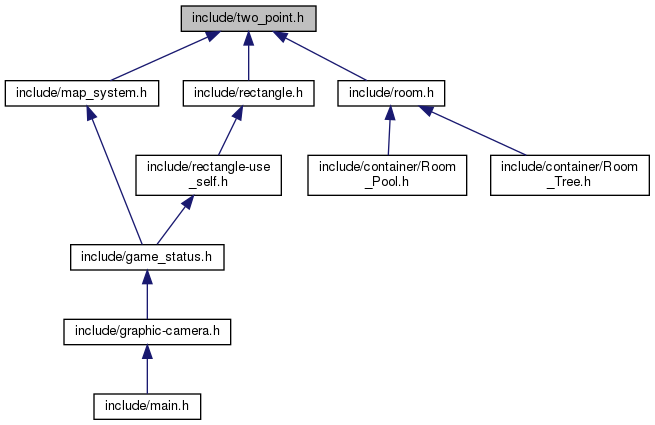 include/two_point.h
include/map_system.h
include/rectangle.h
include/room.h
include/rectangle-use
_self.h
include/container/Room
_Pool.h
include/container/Room
_Tree.h
include/game_status.h
include/graphic-camera.h
include/main.h